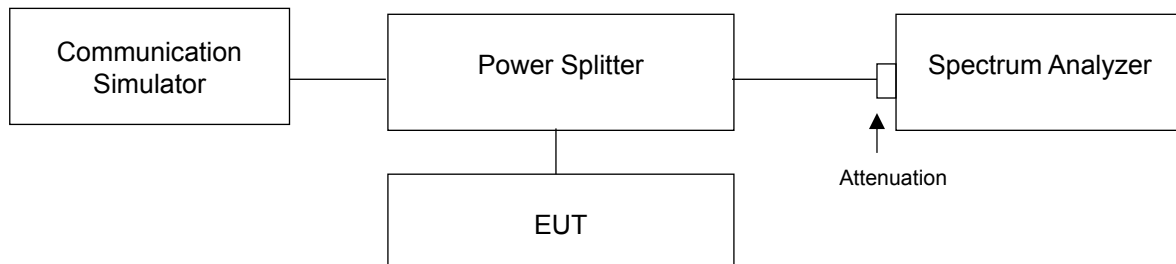 Communication
Simulator
Power Splitter
Spectrum Analyzer
Attenuation
EUT